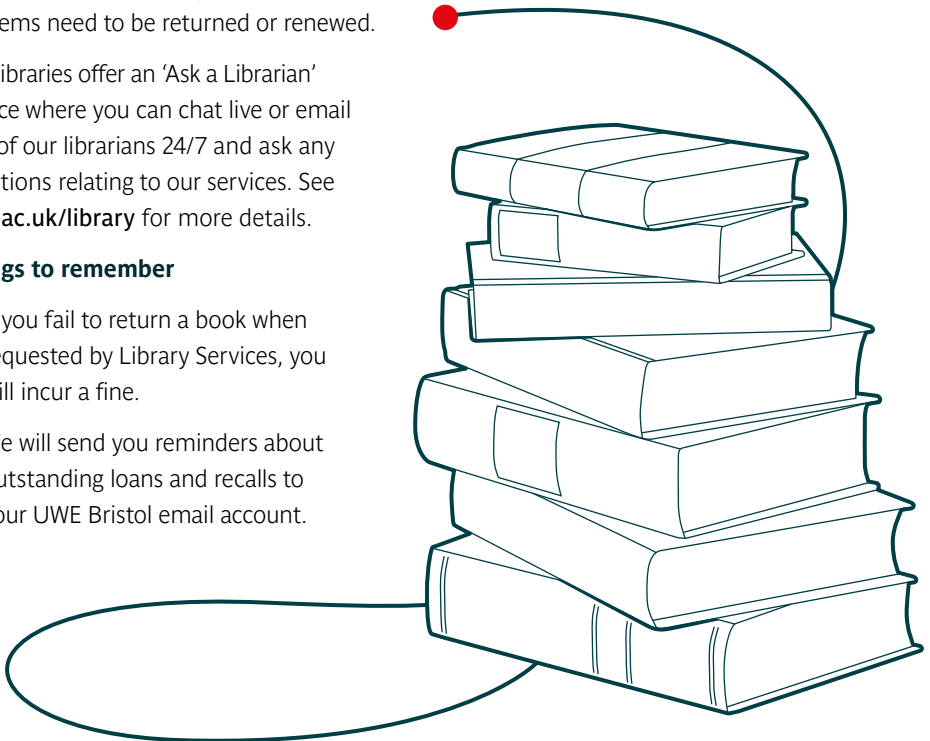 ems need to be returned or renewed.
ibraries offer an ‘Ask a Librarian’
ce where you can chat live or email
of our librarians 24/7 and ask any
tions relating to our services. See
ac.uk/library for more details.
gs to remember
you fail to return a book when
equested by Library Services, you
ill incur a fine.
e will send you reminders about
utstanding loans and recalls to
our UWE Bristol email account.